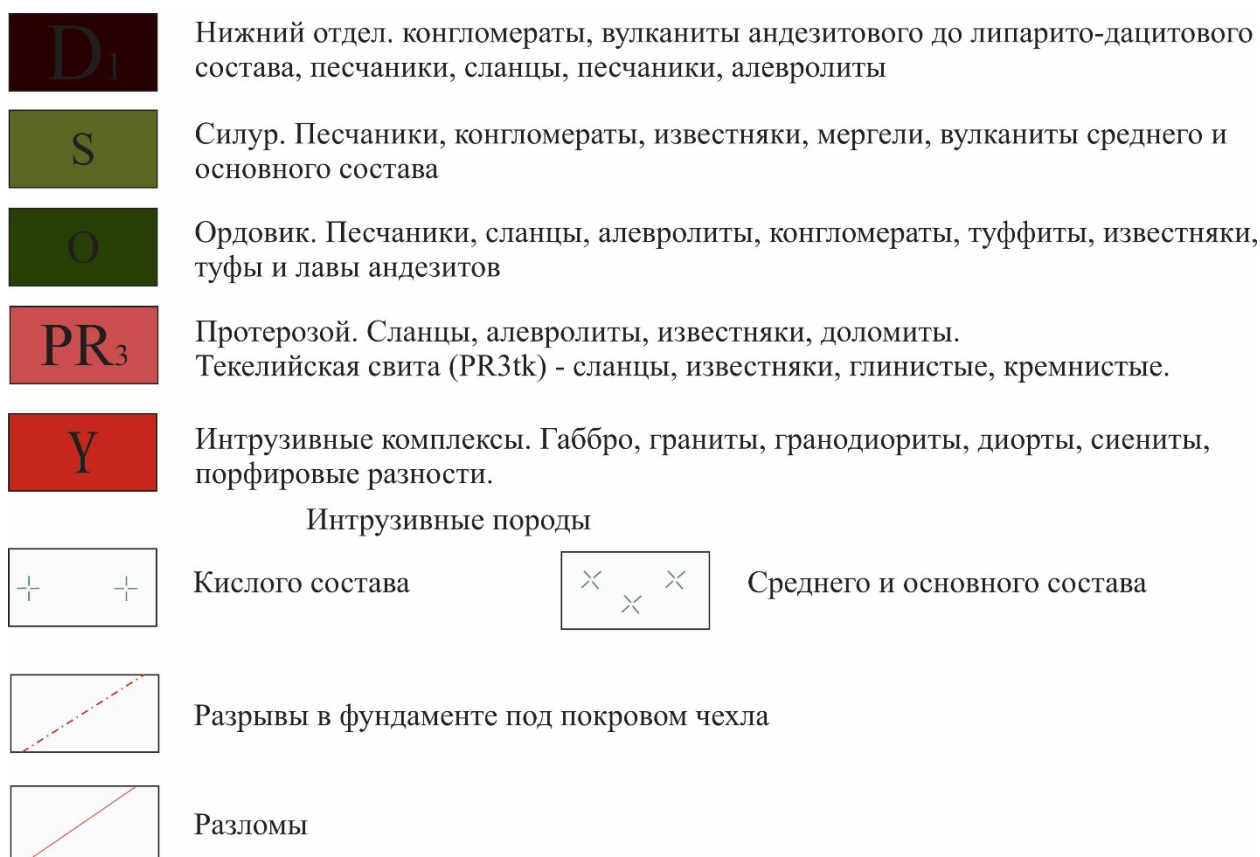 D1 Нижний отдел. конгломераты, вулканиты андезитового до липарито-дацитового
состава, песчаники, сланцы, песчаники, алевролиты
S Силур. Песчаники, конгломераты, известняки, мергели, вулканиты среднего и
основного состава
O Ордовик. Песчаники, сланцы, алевролиты, конгломераты, туффиты, известняки,
туфы и лавы андезитов
PR3 Протерозой. Сланцы, алевролиты, известняки, доломиты.
Текелийская свита (PR3tk) - сланцы, известняки, глинистые, кремнистые.
Y Интрузивные комплексы. Габбро, граниты, гранодиориты, диорты, сиениты,
порфировые разности.
Интрузивные породы
Кислого состава Среднего и основного состава
Разрывы в фундаменте под покровом чехла
Разломы